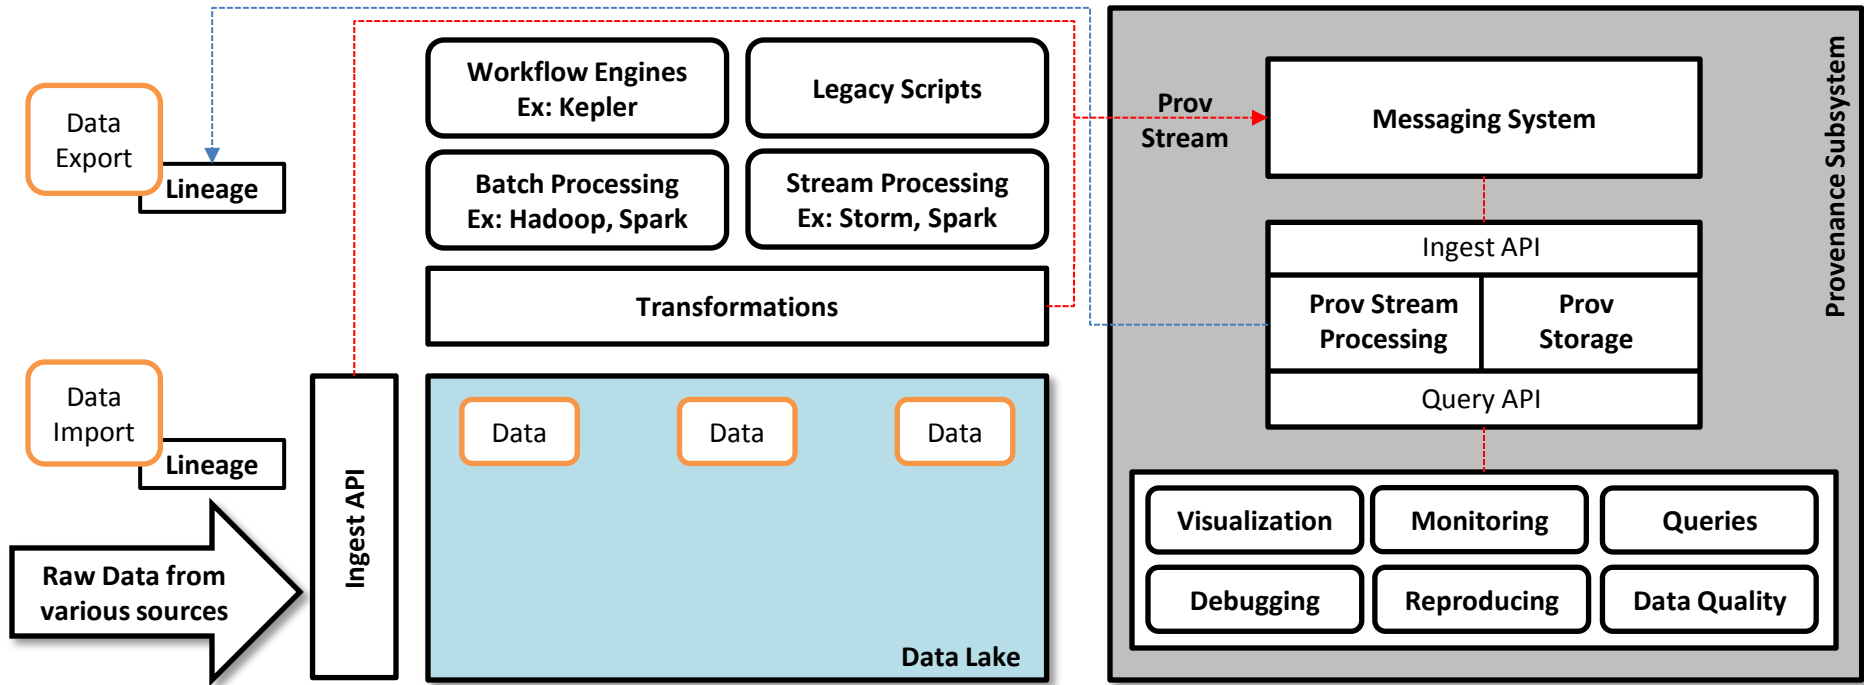 Data
Export
Lineage
Data
Import
Lineage
Raw Data from
various sources
Ingest API
Workflow Engines
Ex: Kepler
Legacy Scripts
Batch Processing
Ex: Hadoop, Spark
Stream Processing
Ex: Storm, Spark
Transformations
Data
Data
Data
Data Lake
Prov
Stream
Provenance Subsystem
Messaging System
Ingest API
Prov Stream
Processing
Prov
Storage
Query API
Visualization
Monitoring
Queries
Debugging
Reproducing
Data Quality